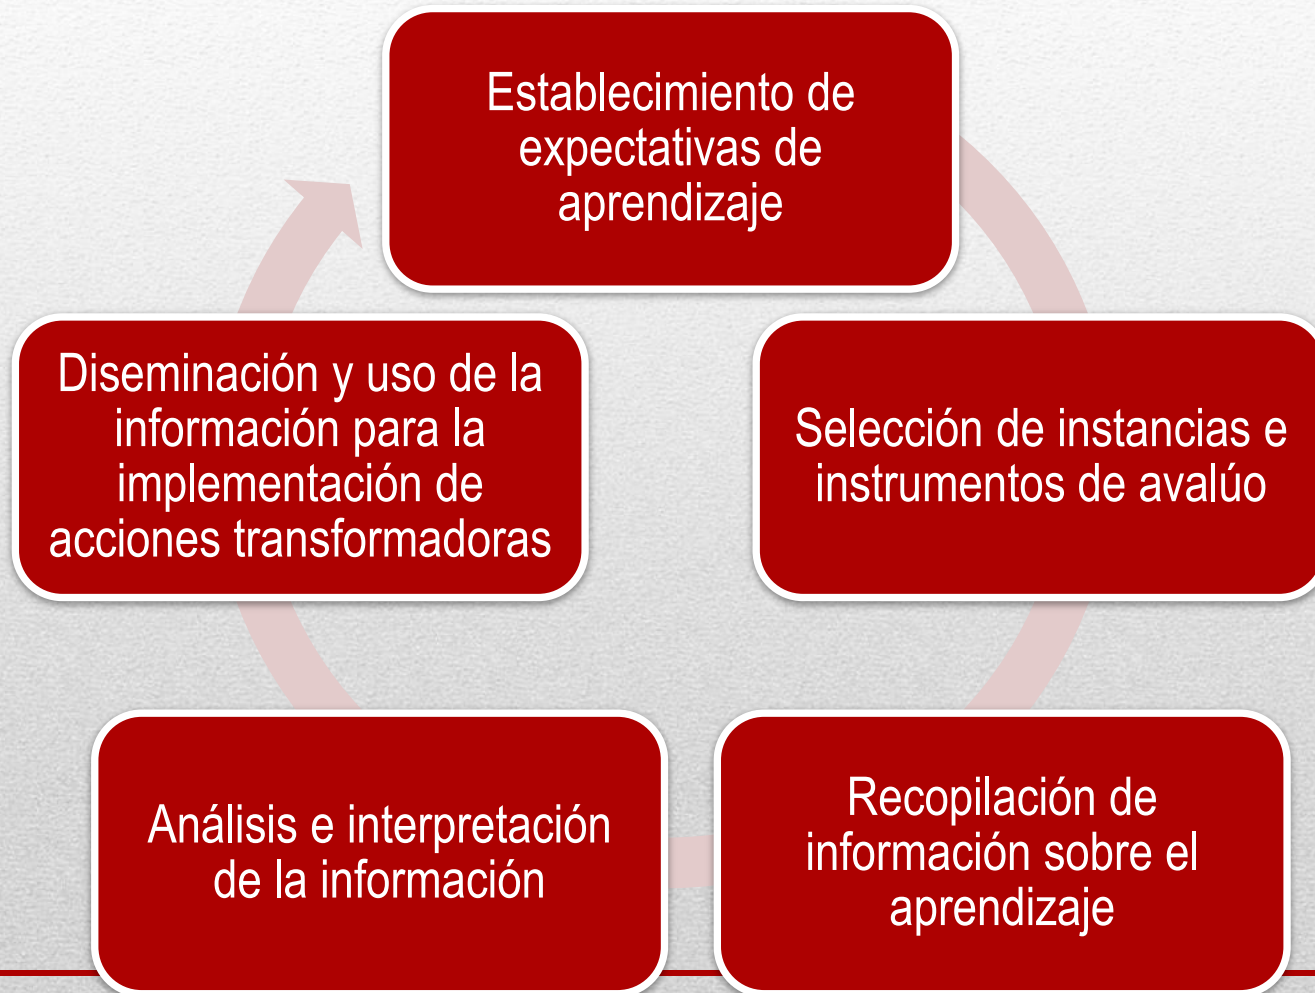 Establecimiento de
expectativas de
aprendizaje
Selección de instancias e
instrumentos de avalúo
Recopilación de
información sobre el
aprendizaje
Análisis e interpretación
de la información
Diseminación y uso de la
información para la
implementación de
acciones transformadoras